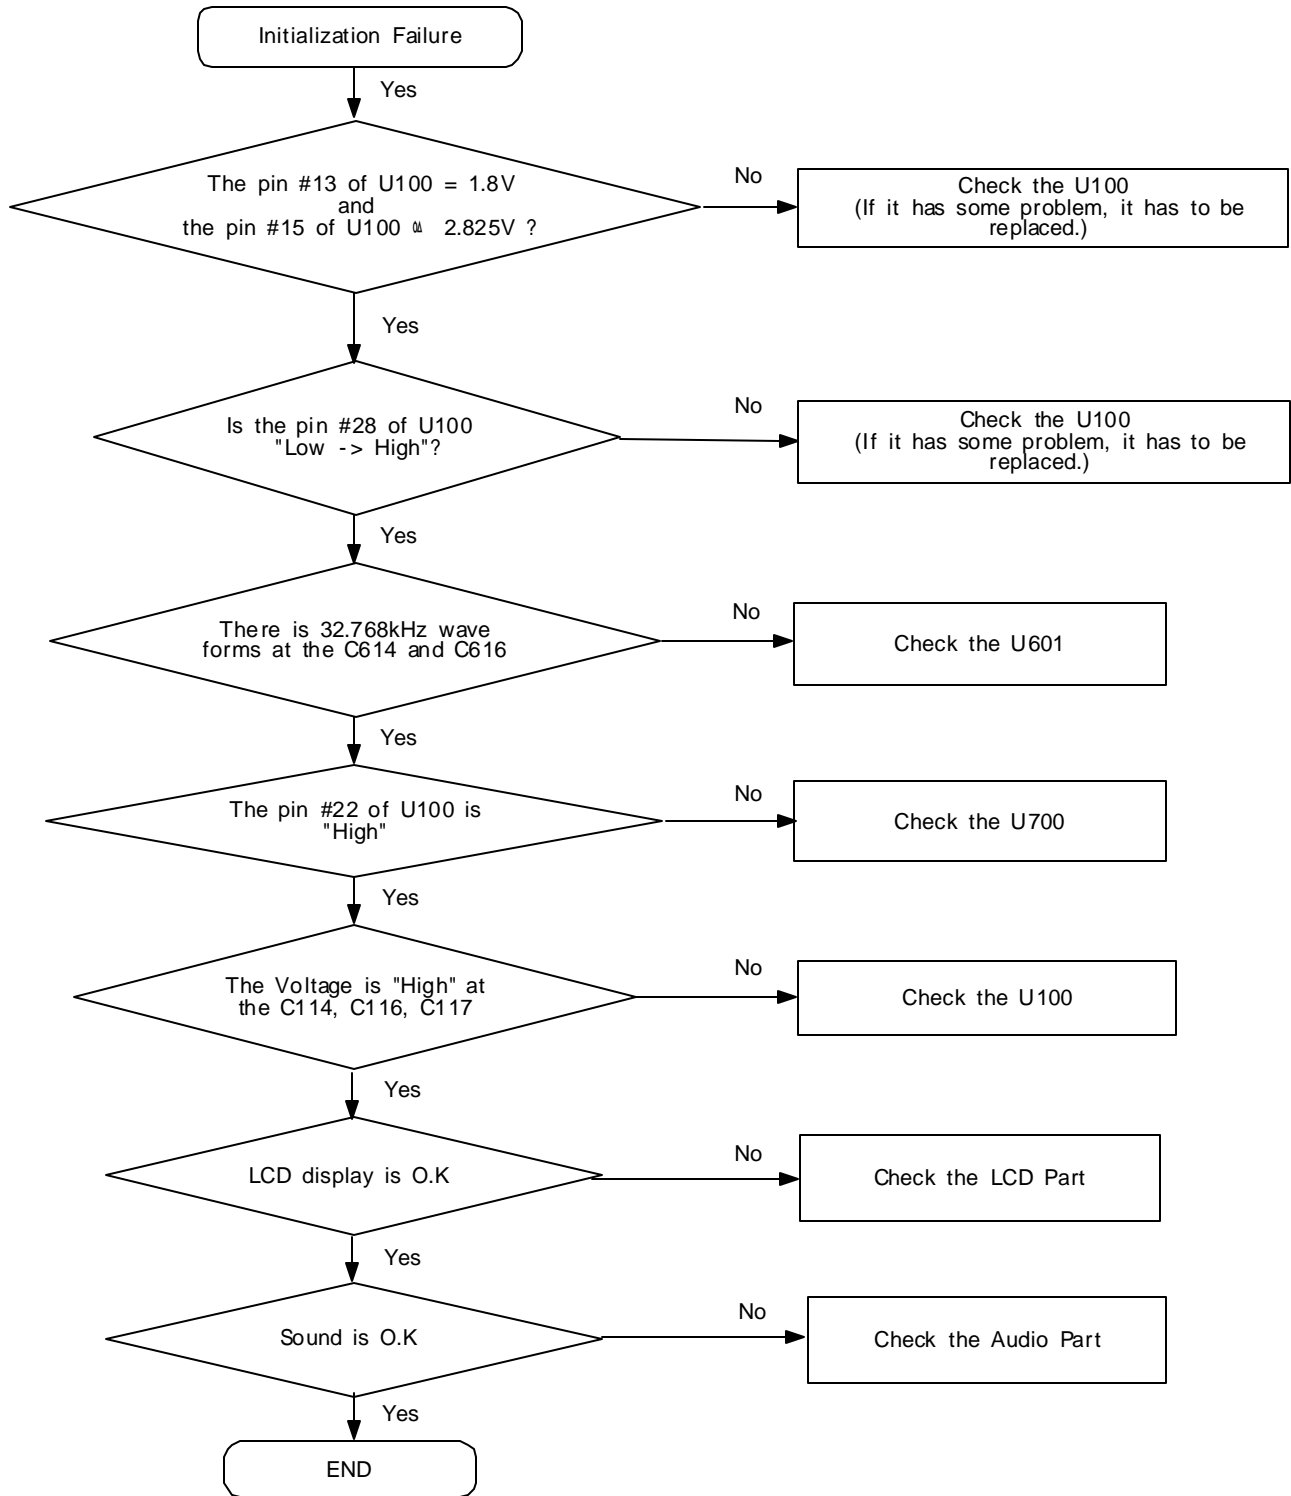 Initialization Failure
Yes
The pin #13 of U100 = 1.8V
and
the pin #15 of U100 2.825V ?
No
Check the U100
(If it has some problem, it has to be
replaced.)
Yes
Is the pin #28 of U100
"Low -> High"?
No
Check the U100
(If it has some problem, it has to be
replaced.)
Yes
There is 32.768kHz wave
forms at the C614 and C616
No
Check the U601
Yes
The pin #22 of U100 is
"High"
No
Check the U700
Yes
The Voltage is "High" at
the C114, C116, C117
No
Check the U100
Yes
LCD display is O.K
No
Check the LCD Part
Yes
Sound is O.K
No
Check the Audio Part
Yes
END